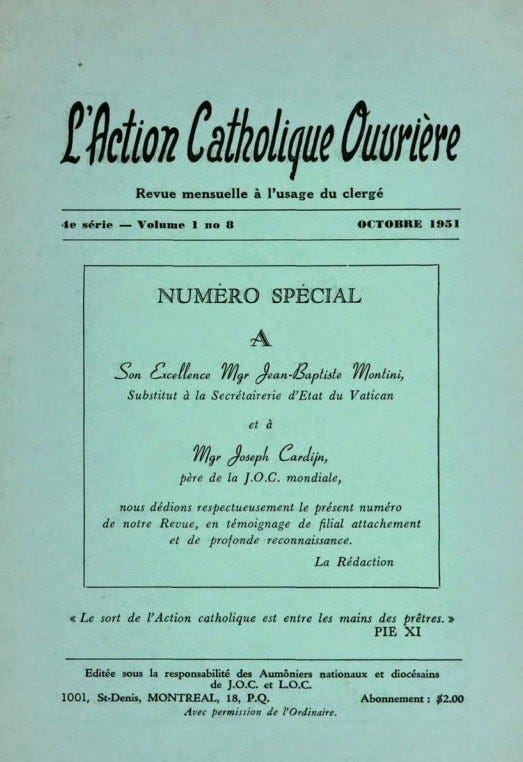 L'Action Catholique Ouvrière
Revue mensuelle à l'usage du clergé
4e série — Volume 1 no 8 OCTOBRE 1951
NUMÉRO SPÉCIAL
A
Son Excellence Mgr Jean-Baptiste Montini,
Substitut à la Secrétairerie d'Etat du Vatican
et à
Mgr Joseph Cardijn,
père de la J.O.C. mondiale,
nous dédions respectueusement le présent numéro
de notre Revue, en témoignage de filial attachement
et de profonde reconnaissance.
La Rédaction
« Le sort de l'Action catholique est entre les mains des prêtres. »
PIE XI
Editée sous la responsabilité des Aumôniers nationaux et diocésains
de J.O.C. et L.O.C.
1001, St-Denis, MONTREAL, 18, P.Q. Abonnement : $2.00
Avec permission de l'Ordinaire.